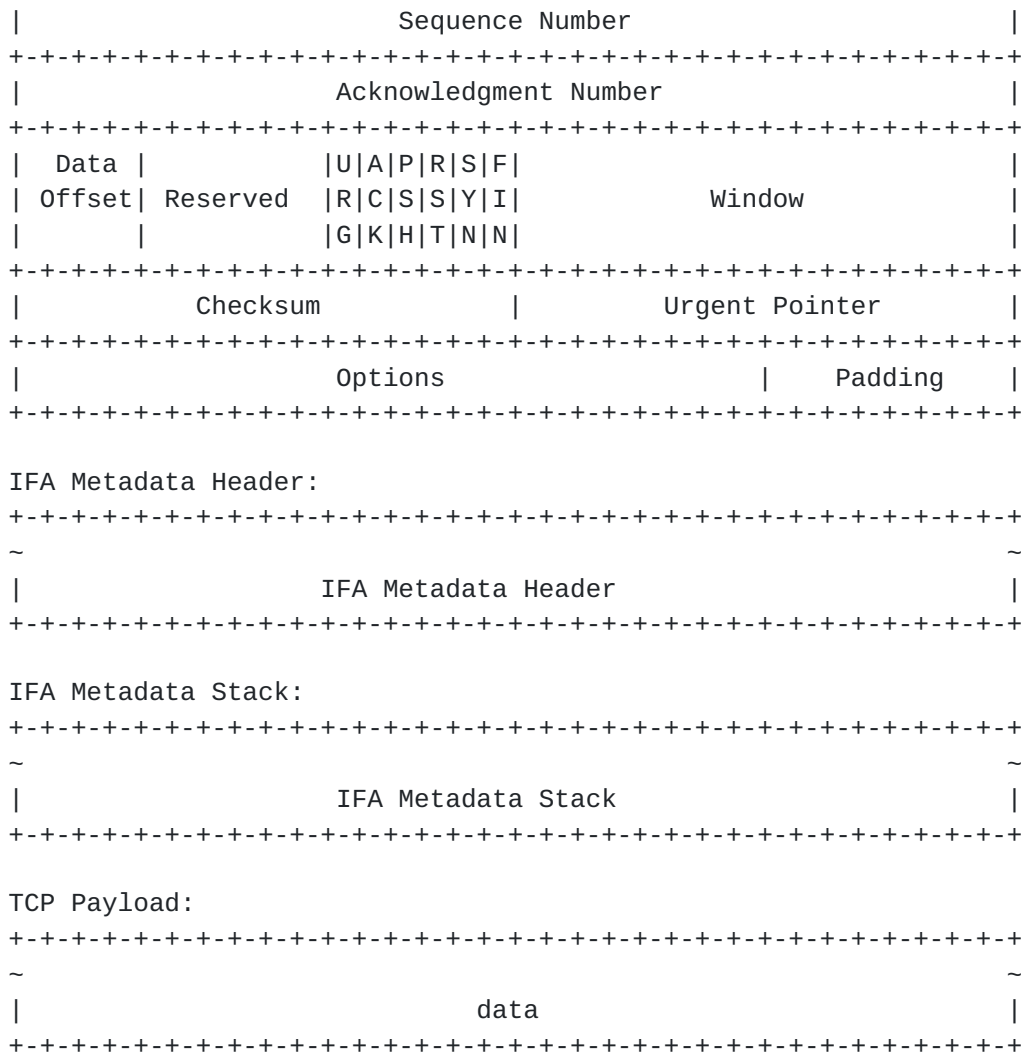 |                        Sequence Number                        |
+-+-+-+-+-+-+-+-+-+-+-+-+-+-+-+-+-+-+-+-+-+-+-+-+-+-+-+-+-+-+-+-+
|                    Acknowledgment Number                      |
+-+-+-+-+-+-+-+-+-+-+-+-+-+-+-+-+-+-+-+-+-+-+-+-+-+-+-+-+-+-+-+-+
|  Data |           |U|A|P|R|S|F|                               |
| Offset| Reserved  |R|C|S|S|Y|I|            Window             |
|       |           |G|K|H|T|N|N|                               |
+-+-+-+-+-+-+-+-+-+-+-+-+-+-+-+-+-+-+-+-+-+-+-+-+-+-+-+-+-+-+-+-+
|           Checksum            |         Urgent Pointer        |
+-+-+-+-+-+-+-+-+-+-+-+-+-+-+-+-+-+-+-+-+-+-+-+-+-+-+-+-+-+-+-+-+
|                    Options                    |    Padding    |
+-+-+-+-+-+-+-+-+-+-+-+-+-+-+-+-+-+-+-+-+-+-+-+-+-+-+-+-+-+-+-+-+

IFA Metadata Header:
+-+-+-+-+-+-+-+-+-+-+-+-+-+-+-+-+-+-+-+-+-+-+-+-+-+-+-+-+-+-+-+-+
~                                                               ~
|                   IFA Metadata Header                         |
+-+-+-+-+-+-+-+-+-+-+-+-+-+-+-+-+-+-+-+-+-+-+-+-+-+-+-+-+-+-+-+-+

IFA Metadata Stack:
+-+-+-+-+-+-+-+-+-+-+-+-+-+-+-+-+-+-+-+-+-+-+-+-+-+-+-+-+-+-+-+-+
~                                                               ~
|                    IFA Metadata Stack                         |
+-+-+-+-+-+-+-+-+-+-+-+-+-+-+-+-+-+-+-+-+-+-+-+-+-+-+-+-+-+-+-+-+

TCP Payload:
+-+-+-+-+-+-+-+-+-+-+-+-+-+-+-+-+-+-+-+-+-+-+-+-+-+-+-+-+-+-+-+-+
~                                                               ~
|                             data                              |
+-+-+-+-+-+-+-+-+-+-+-+-+-+-+-+-+-+-+-+-+-+-+-+-+-+-+-+-+-+-+-+-+